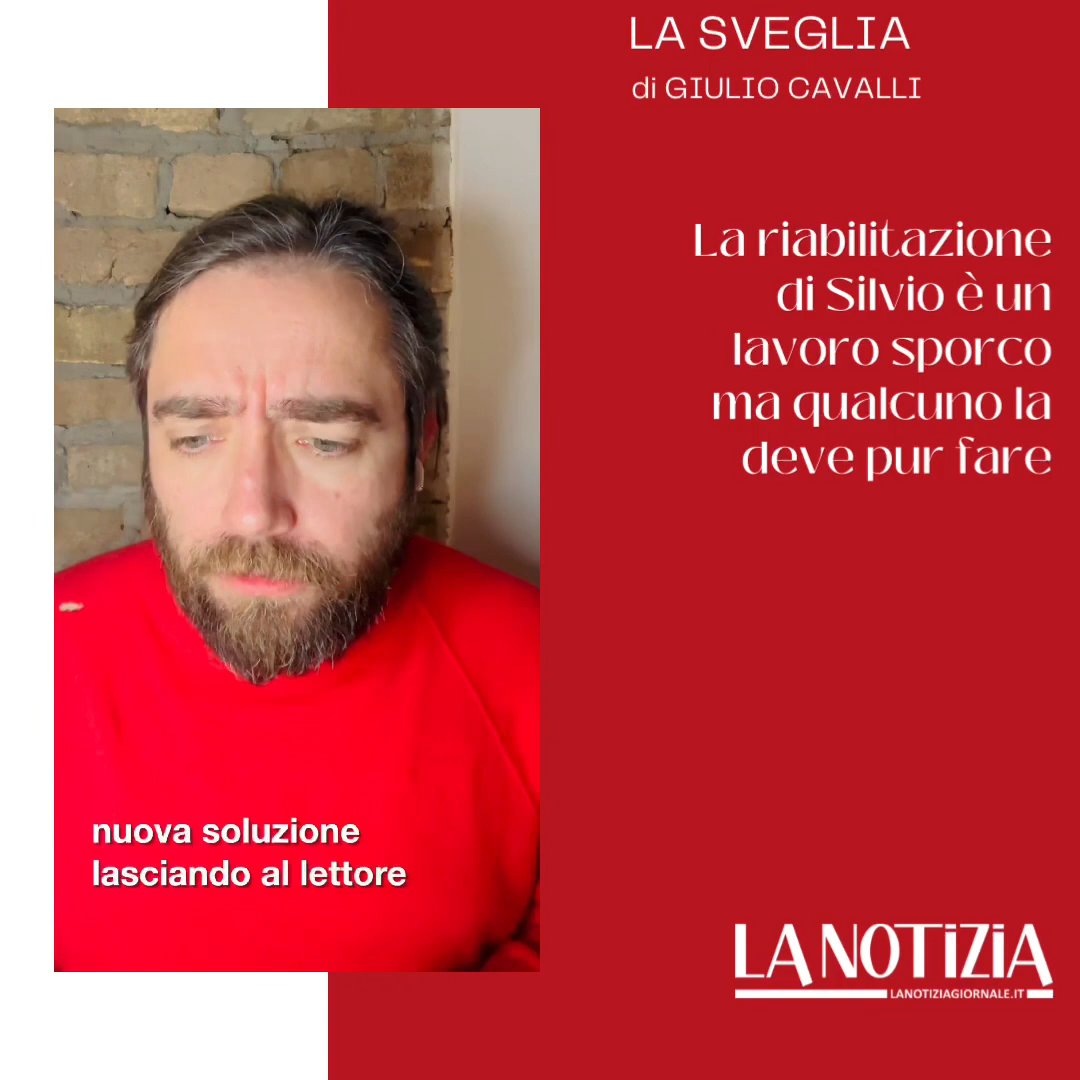 LA SVEGLIA
di GIULIO CAVALLI
La riabilitazione
di Silvio è un
lavoro sporco
ma qualcuno la
deve pur fare
nuova soluzione
lasciando al lettore
LA NOTIZIA
LANOTIZIAGIORNALE.IT